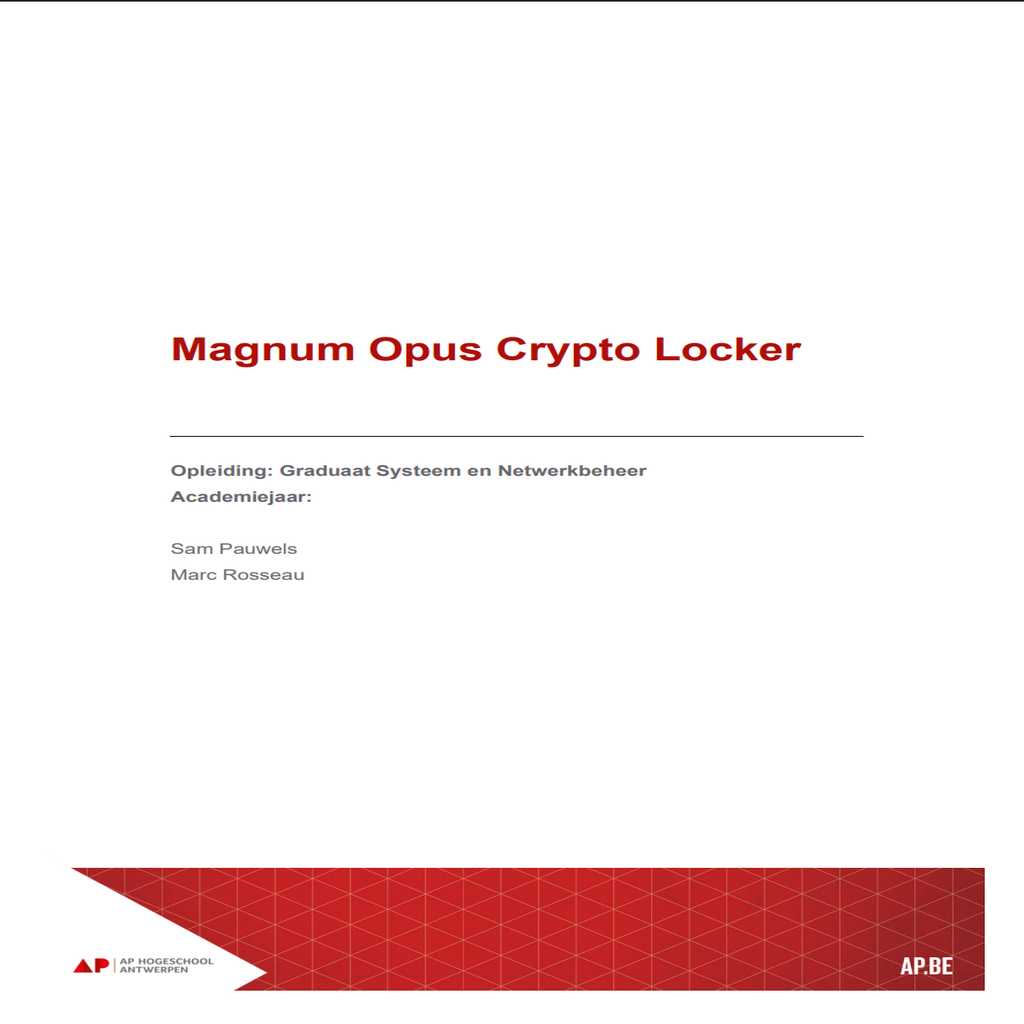 Magnum Opus Crypto Locker
Opleiding: Graduaat Systeem en Netwerkbeheer
Academiejaar:
Sam Pauwels
Marc Rosseau
AP AP HOGESCHOOL
ANTWERPEN
AP.BE